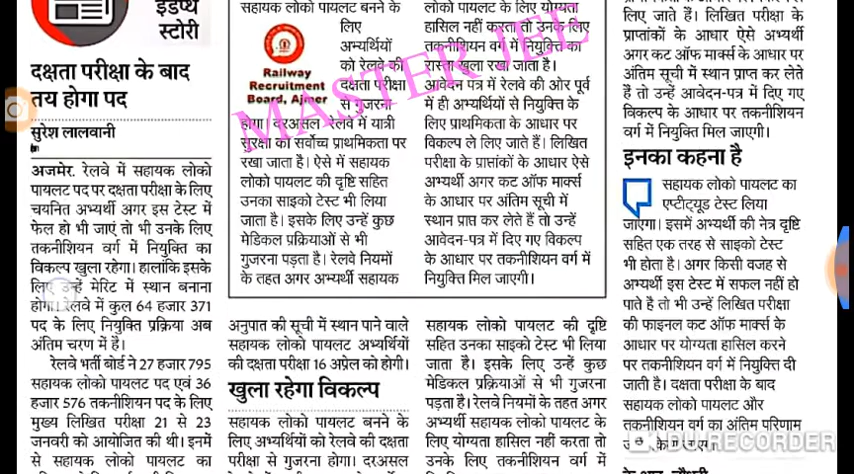 इंडेप्थ
स्टोरी
दक्षता परीक्षा के बाद
तय होगा पद
सुरेश लालवानी
अजमेर. रेलवे में सहायक लोको
पायलट पद पर दक्षता परीक्षा के लिए
चयनित अभ्यर्थी अगर इस टेस्ट में
फेल हो भी जाएं तो भी उनके लिए
तकनीशियन वर्ग में नियुक्ति का
विकल्प खुला रहेगा। हालांकि इसके
लिए उन्हें मेरिट में स्थान बनाना
होगा। रेलवे में कुल 64 हजार 371
पद के लिए नियुक्ति प्रक्रिया अब
अंतिम चरण में है।
रेलवे भर्ती बोर्ड ने 27 हजार 795
सहायक लोको पायलट पद एवं 36
हजार 576 तकनीशियन पद के लिए
मुख्य लिखित परीक्षा 21 से 23
जनवरी को आयोजित की थी। इनमें
से सहायक लोको पायलट का
सहायक लोको पायलट बनने के
लिए
अभ्यर्थियों
को रेलवे की
दक्षता परीक्षा
से गुजरना
Railway
Recruitment
Board, Ajmer
होगा। दरअसल रेलवे में यात्री
सुरक्षा को सर्वोच्च प्राथमिकता पर
रखा जाता है। ऐसे में सहायक
लोको पायलट की दृष्टि सहित
उनका साइको टेस्ट भी लिया
जाता है। इसके लिए उन्हें कुछ
मेडिकल प्रक्रियाओं से भी
गुजरना पड़ता है। रेलवे नियमों
के तहत अगर अभ्यर्थी सहायक
लोको पायलट के लिए योग्यता
हासिल नहीं करता तो उनके लिए
तकनीशियन वर्ग में नियुक्ति का
रास्ता खुला रखा जाता है।
आवेदन पत्र में रेलवे की ओर पूर्व
में ही अभ्यर्थियों से नियुक्ति के
लिए प्राथमिकता के आधार पर
विकल्प ले लिए जाते हैं। लिखित
परीक्षा के प्राप्तांकों के आधार ऐसे
अभ्यर्थी अगर कट ऑफ मार्क्स
के आधार पर अंतिम सूची में
स्थान प्राप्त कर लेते हैं तो उन्हें
आवेदन-पत्र में दिए गए विकल्प
के आधार पर तकनीशियन वर्ग में
नियुक्ति मिल जाएगी।
MASTER JEE
अनुपात की सूची में स्थान पाने वाले
सहायक लोको पायलट अभ्यर्थियों
की दक्षता परीक्षा 16 अप्रेल को होगी।
खुला रहेगा विकल्प
सहायक लोको पायलट बनने के
लिए अभ्यर्थियों को रेलवे की दक्षता
परीक्षा से गुजरना होगा। दरअसल
सहायक लोको पायलट की दृष्टि
सहित उनका साइको टेस्ट भी लिया
जाता है। इसके लिए उन्हें कुछ
मेडिकल प्रक्रियाओं से भी गुजरना
पड़ता है। रेलवे नियमों के तहत अगर
अभ्यर्थी सहायक लोको पायलट के
लिए योग्यता हासिल नहीं करता तो
उनके लिए तकनीशियन वर्ग में
लिए जाते हैं। लिखित परीक्षा के
प्राप्तांकों के आधार ऐसे अभ्यर्थी
अगर कट ऑफ मार्क्स के आधार पर
अंतिम सूची में स्थान प्राप्त कर लेते
हैं तो उन्हें आवेदन-पत्र में दिए गए
विकल्प के आधार पर तकनीशियन
वर्ग में नियुक्ति मिल जाएगी।
इनका कहना है
सहायक लोको पायलट का
एप्टीट्यूड टेस्ट लिया
जाएगा। इसमें अभ्यर्थी की नेत्र दृष्टि
सहित एक तरह से साइको टेस्ट
भी होता है। अगर किसी वजह से
अभ्यर्थी इस टेस्ट में सफल नहीं हो
पाते है तो भी उन्हें लिखित परीक्षा
की फाइनल कट ऑफ मार्क्स के
आधार पर योग्यता हासिल करने
पर तकनीशियन वर्ग में नियुक्ति दी
जाती है। दक्षता परीक्षा के बाद
सहायक लोको पायलट और
तकनीशियन वर्ग का अंतिम परिणाम
DU RECORDER